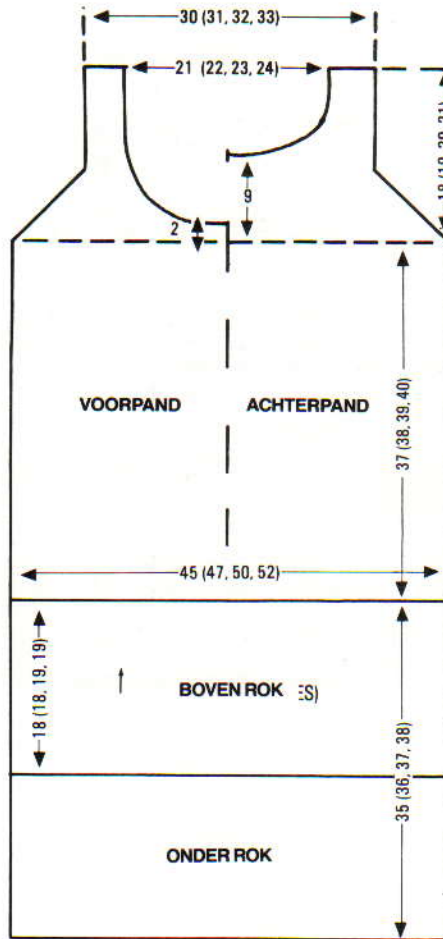 30 (31, 32, 33)
21 (22, 23, 24)
9
2
VOORPAND
ACHTERPAND
37 (38, 39, 40)
45 (47, 50, 52)
18 (18, 19, 19)
BOVEN ROK ES)
35 (36, 37, 38)
ONDER ROK